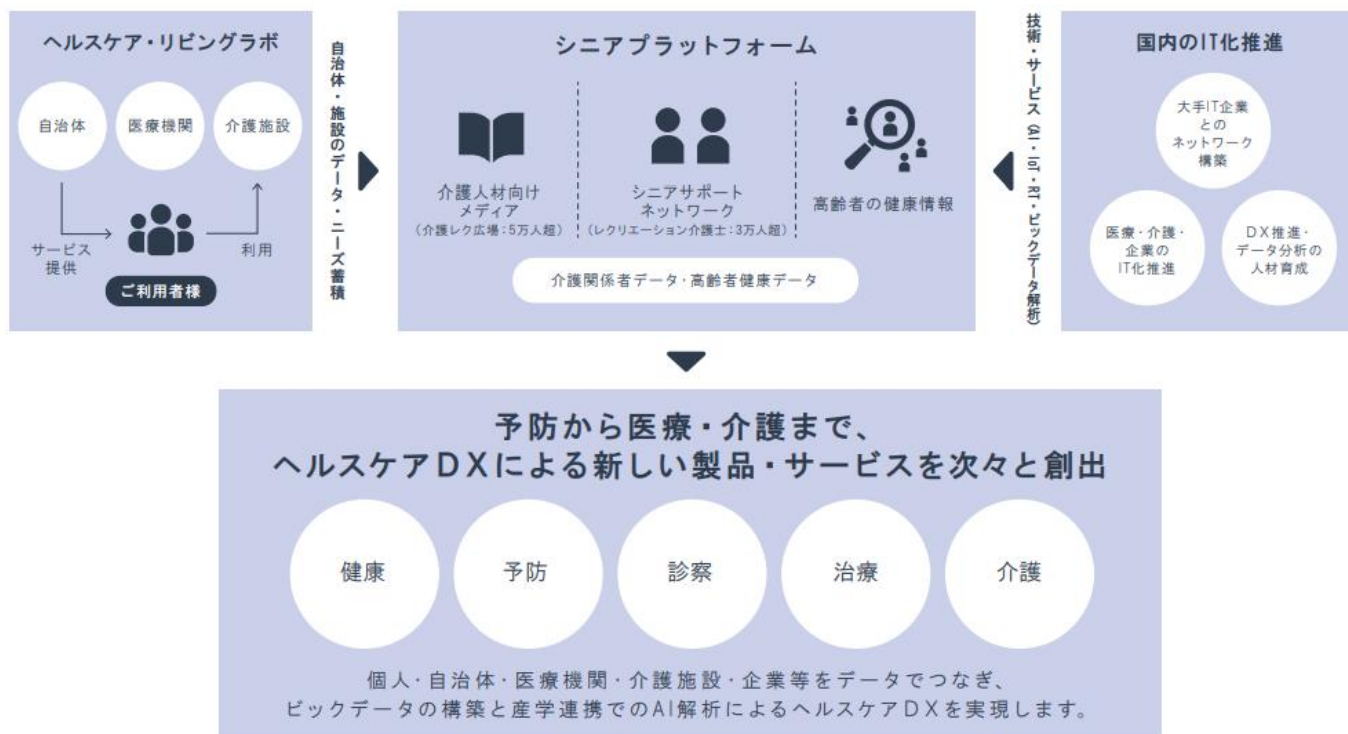 ヘルスケア・リビングラボ
自治体
医療機関
介護施設
サービス
提供
利用
ご利用者様
自治体・施設のデータ・ニーズ蓄積
シニアプラットフォーム
介護人材向け
メディア
(介護レク広場:5万人超)
シニアサポート
ネットワーク
(レクリエーション介護士:3万人超)
高齢者の健康情報
介護関係者データ・高齢者健康データ
技術・サービス(AI・IoT・RT・ビックデータ解析)
国内のIT化推進
大手IT企業
との
ネットワーク
構築
医療・介護・
企業の
IT化推進
DX推進・
データ分析の
人材育成
予防から医療・介護まで、
ヘルスケアDXによる新しい製品・サービスを次々と創出
健康
予防
診察
治療
介護
個人・自治体・医療機関・介護施設・企業等をデータでつなぎ、
ビックデータの構築と産学連携でのAI解析によるヘルスケアDXを実現します。